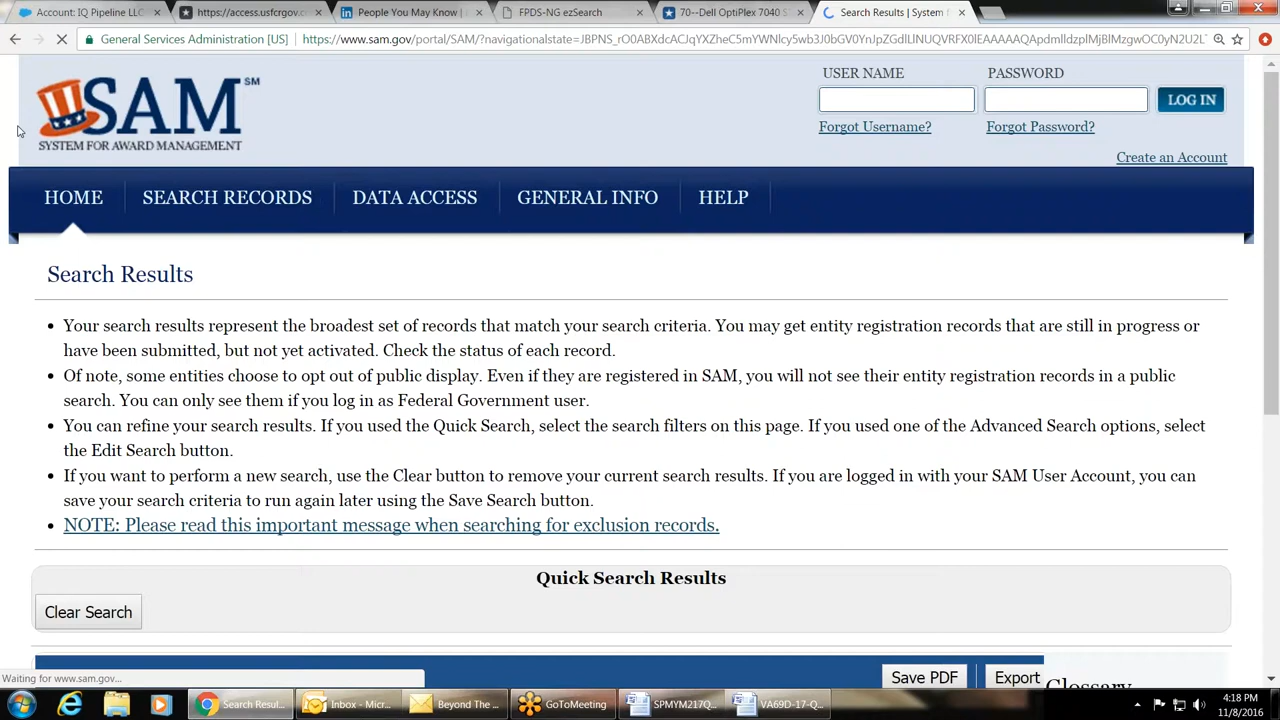 Account: IQ Pipeline LLC
https://access.usfcrgov.c
People You May Know |
FPDS-NG ezSearch
70--Dell OptiPlex 7040 S
Search Results | System
General Services Administration [US]
SAM SM
SYSTEM FOR AWARD MANAGEMENT
USER NAME
PASSWORD
LOG IN
Forgot Username?
Forgot Password?
Create an Account
HOME
SEARCH RECORDS
DATA ACCESS
GENERAL INFO
HELP
Search Results
Your search results represent the broadest set of records that match your search criteria. You may get entity registration records that are still in progress or
have been submitted, but not yet activated. Check the status of each record.
Of note, some entities choose to opt out of public display. Even if they are registered in SAM, you will not see their entity registration records in a public
search. You can only see them if you log in as Federal Government user.
You can refine your search results. If you used the Quick Search, select the search filters on this page. If you used one of the Advanced Search options, select
the Edit Search button.
If you want to perform a new search, use the Clear button to remove your current search results. If you are logged in with your SAM User Account, you can
save your search criteria to run again later using the Save Search button.
NOTE: Please read this important message when searching for exclusion records.
Quick Search Results
Clear Search
Save PDF
Export
Glossary
Waiting for www.sam.gov...
Search Resul...
Inbox - Micr...
Beyond The ...
GoToMeeting
SPMYM217Q...
VA69D-17-Q...
4:18 PM
11/8/2016